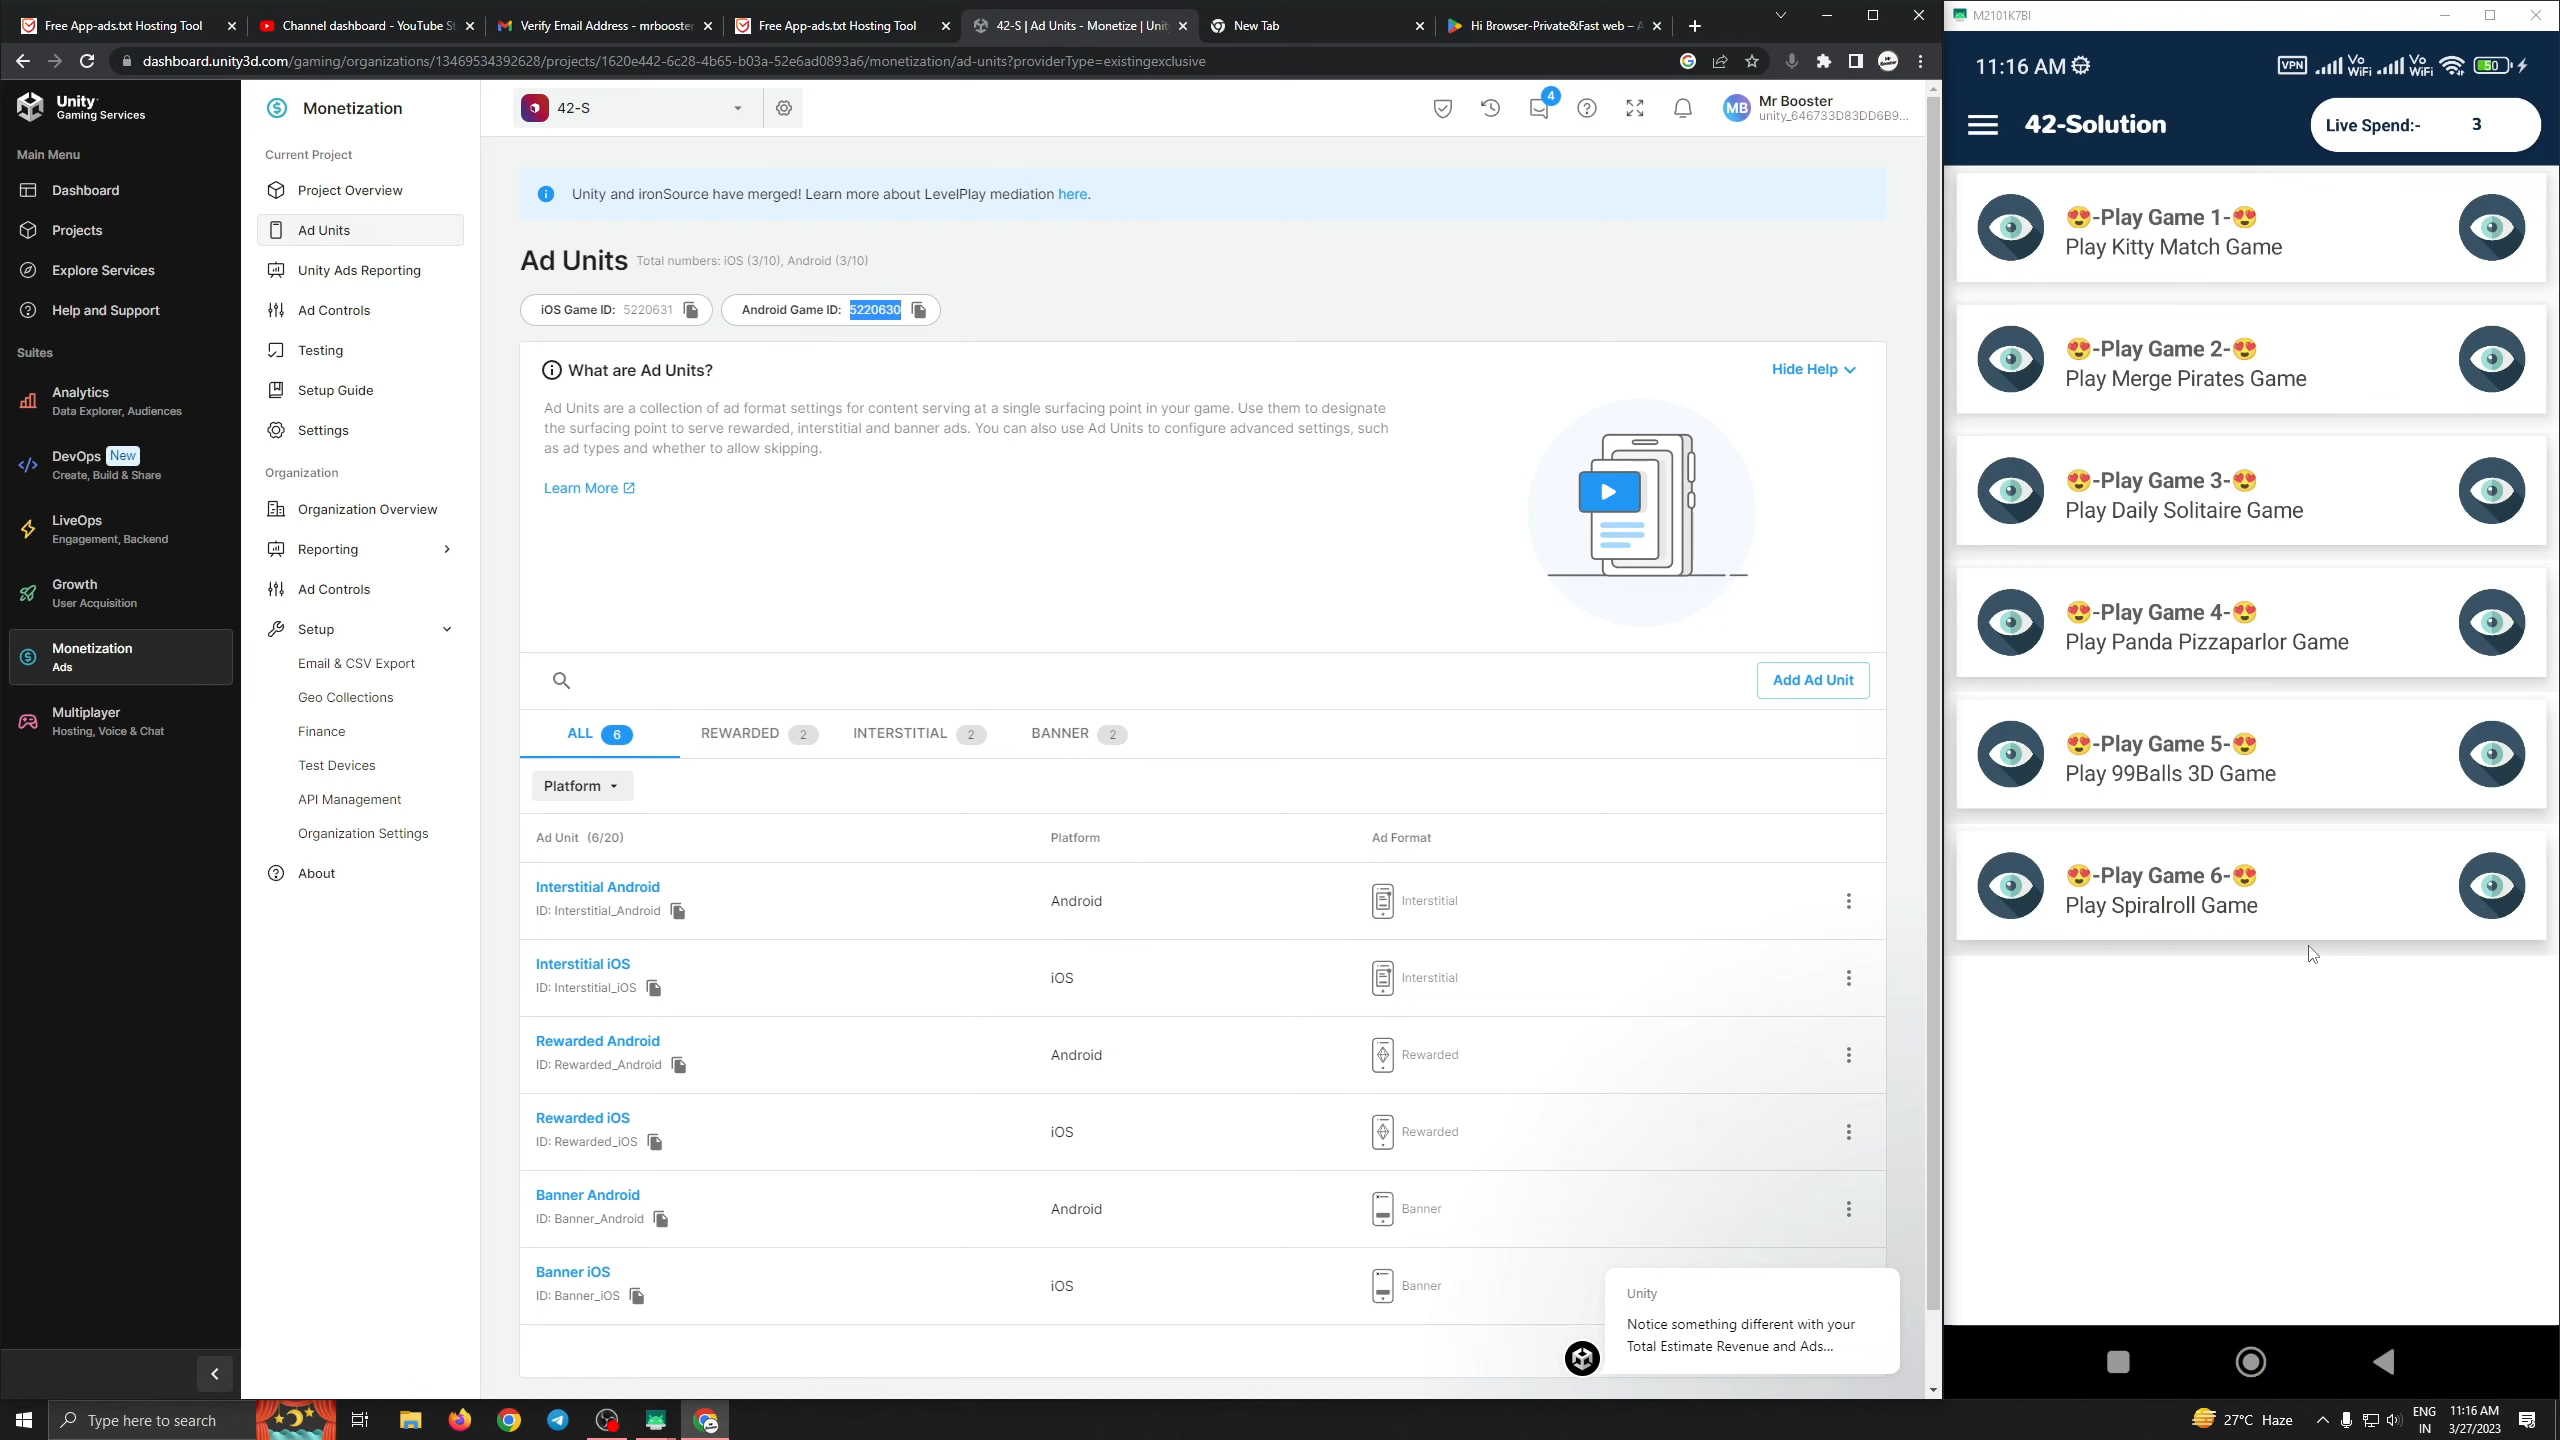 Free App-ads.txt Hosting Tool
Channel dashboard - YouTube St
Verify Email Address - mrbooster
Free App-ads.txt Hosting Tool
42-S | Ad Units - Monetize | Unit
New Tab
Hi Browser-Private&Fast web – A
dashboard.unity3d.com/gaming/organizations/13469534392628/projects/1620e442-6c28-4b65-b03a-52e6ad0893a6/monetization/ad-units?providerType=existingexclusive
Unity
Gaming Services
Main Menu
Dashboard
Projects
Explore Services
Help and Support
Suites
Analytics
Data Explorer, Audiences
DevOps New
Create, Build & Share
LiveOps
Engagement, Backend
Growth
User Acquisition
Monetization
Ads
Multiplayer
Hosting, Voice & Chat
Monetization
Current Project
Project Overview
Ad Units
Unity Ads Reporting
Ad Controls
Testing
Setup Guide
Settings
Organization
Organization Overview
Reporting
Ad Controls
Setup
Email & CSV Export
Geo Collections
Finance
Test Devices
API Management
Organization Settings
About
42-S
4
MB
Mr Booster
unity_646733D83DD6B9...
Unity and ironSource have merged! Learn more about LevelPlay mediation here.
Ad Units Total numbers: iOS (3/10), Android (3/10)
iOS Game ID: 5220631
Android Game ID: 5220630
What are Ad Units?
Hide Help
Ad Units are a collection of ad format settings for content serving at a single surfacing point in your game. Use them to designate
the surfacing point to serve rewarded, interstitial and banner ads. You can also use Ad Units to configure advanced settings, such
as ad types and whether to allow skipping.
Learn More
Add Ad Unit
ALL 6
REWARDED 2
INTERSTITIAL 2
BANNER 2
Platform
Ad Unit (6/20) Platform Ad Format
Interstitial Android
ID: Interstitial_Android
Android
Interstitial
Interstitial iOS
ID: Interstitial_iOS
iOS
Interstitial
Rewarded Android
ID: Rewarded_Android
Android
Rewarded
Rewarded iOS
ID: Rewarded_iOS
iOS
Rewarded
Banner Android
ID: Banner_Android
Android
Banner
Banner iOS
ID: Banner_iOS
iOS
Banner
Unity
Notice something different with your
Total Estimate Revenue and Ads...
M2101K7BI
11:16 AM
VPN
Vo
WiFi
Vo
WiFi
50
42-Solution
Live Spend:- 3
😍-Play Game 1-😍
Play Kitty Match Game
😍-Play Game 2-😍
Play Merge Pirates Game
😍-Play Game 3-😍
Play Daily Solitaire Game
😍-Play Game 4-😍
Play Panda Pizzaparlor Game
😍-Play Game 5-😍
Play 99Balls 3D Game
😍-Play Game 6-😍
Play Spiralroll Game
Type here to search
27°C Haze
ENG
IN
11:16 AM
3/27/2023